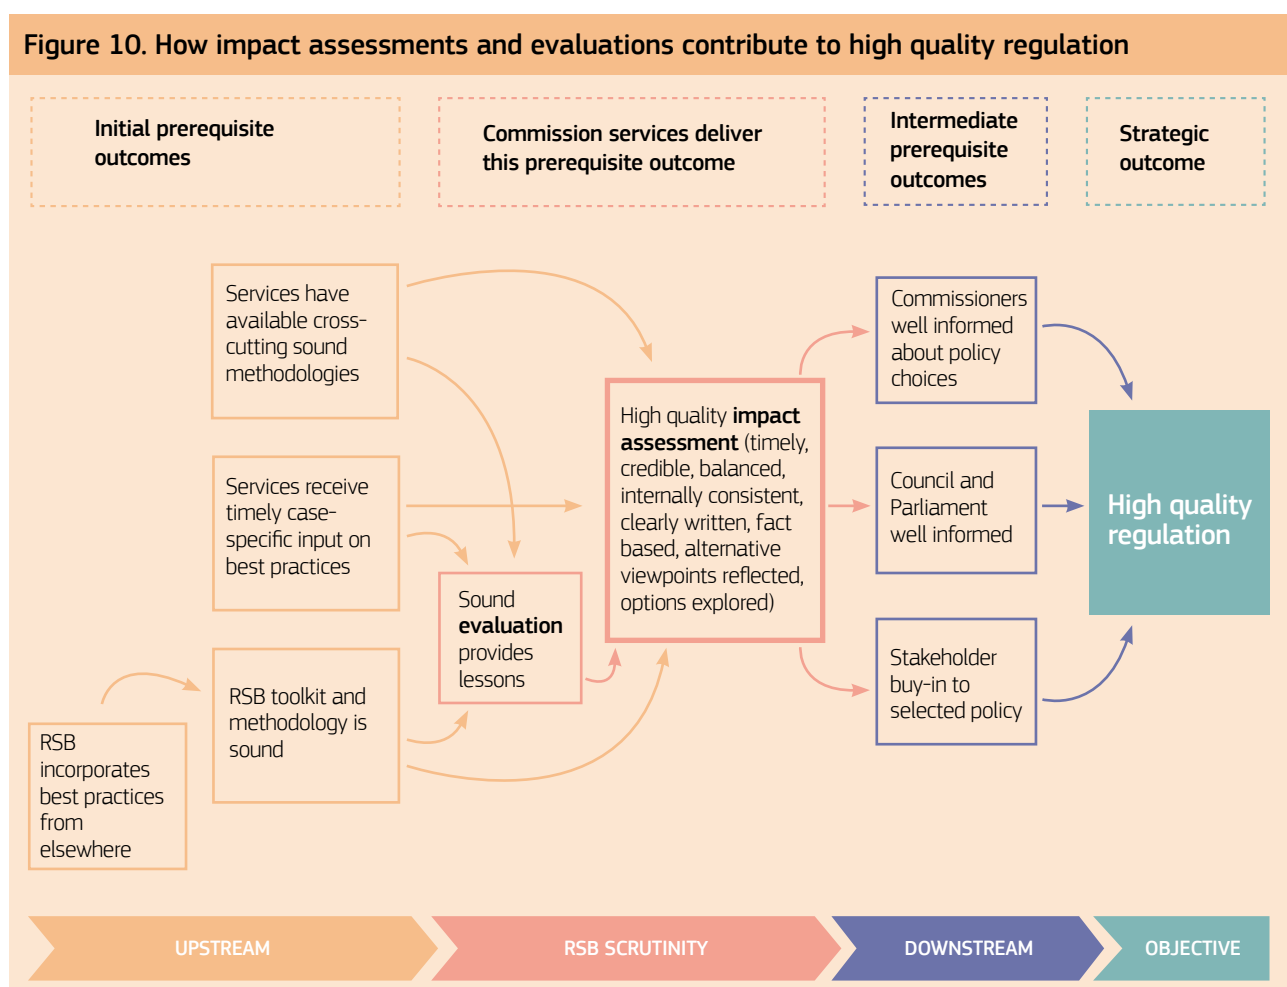 Figure 10. How impact assessments and evaluations contribute to high quality regulation
Initial prerequisite
outcomes
Commission services deliver
this prerequisite outcome
Intermediate
prerequisite
outcomes
Strategic
outcome
Services have
available cross-
cutting sound
methodologies
Services receive
timely case-
specific input on
best practices
RSB toolkit and
methodology is
sound
RSB
incorporates
best practices
from
elsewhere
Sound
evaluation
provides
lessons
High quality impact
assessment (timely,
credible, balanced,
internally consistent,
clearly written, fact
based, alternative
viewpoints reflected,
options explored)
Commissioners
well informed
about policy
choices
Council and
Parliament
well informed
Stakeholder
buy-in to
selected policy
High quality
regulation
UPSTREAM
RSB SCRUTINITY
DOWNSTREAM
OBJECTIVE